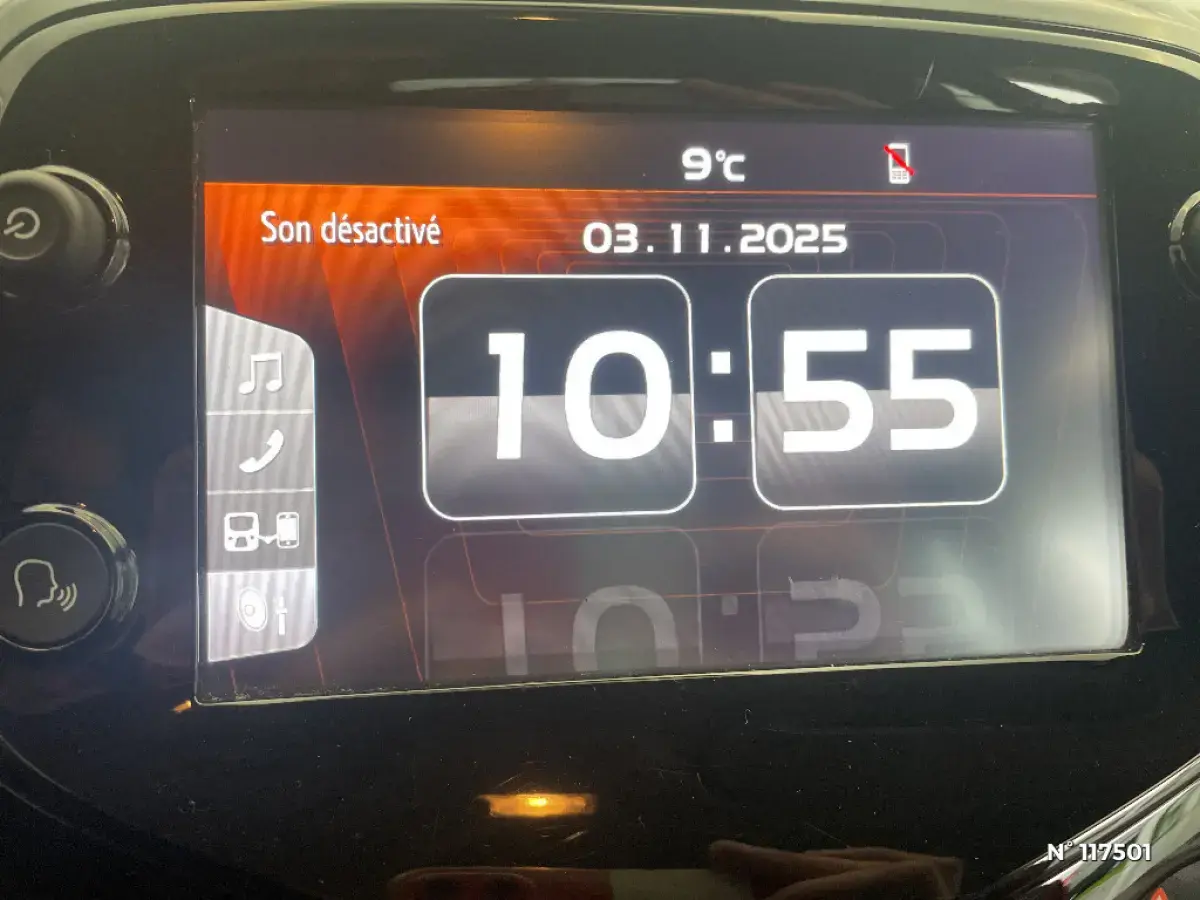 9°C
Son désactivé
03.11.2025
10:55
N° 117501